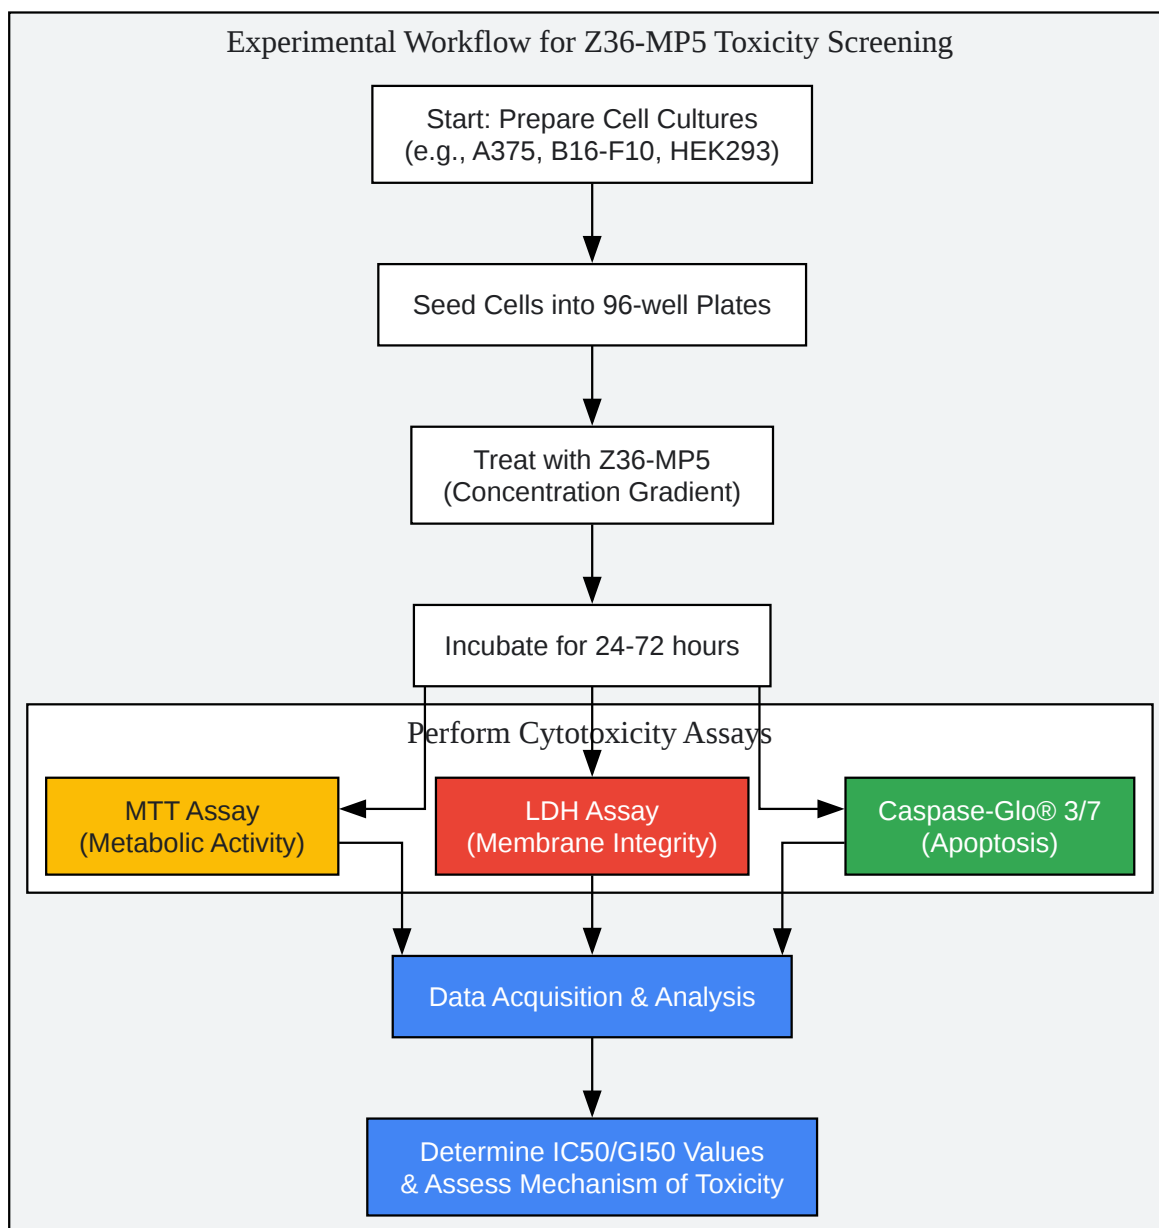 Experimental Workflow for Z36-MP5 Toxicity Screening
Start: Prepare Cell Cultures
(e.g., A375, B16-F10, HEK293)
Seed Cells into 96-well Plates
Treat with Z36-MP5
(Concentration Gradient)
Incubate for 24-72 hours
Perform Cytotoxicity Assays
MTT Assay
(Metabolic Activity)
LDH Assay
(Membrane Integrity)
Caspase-Glo® 3/7
(Apoptosis)
Data Acquisition & Analysis
Determine IC50/GI50 Values
& Assess Mechanism of Toxicity